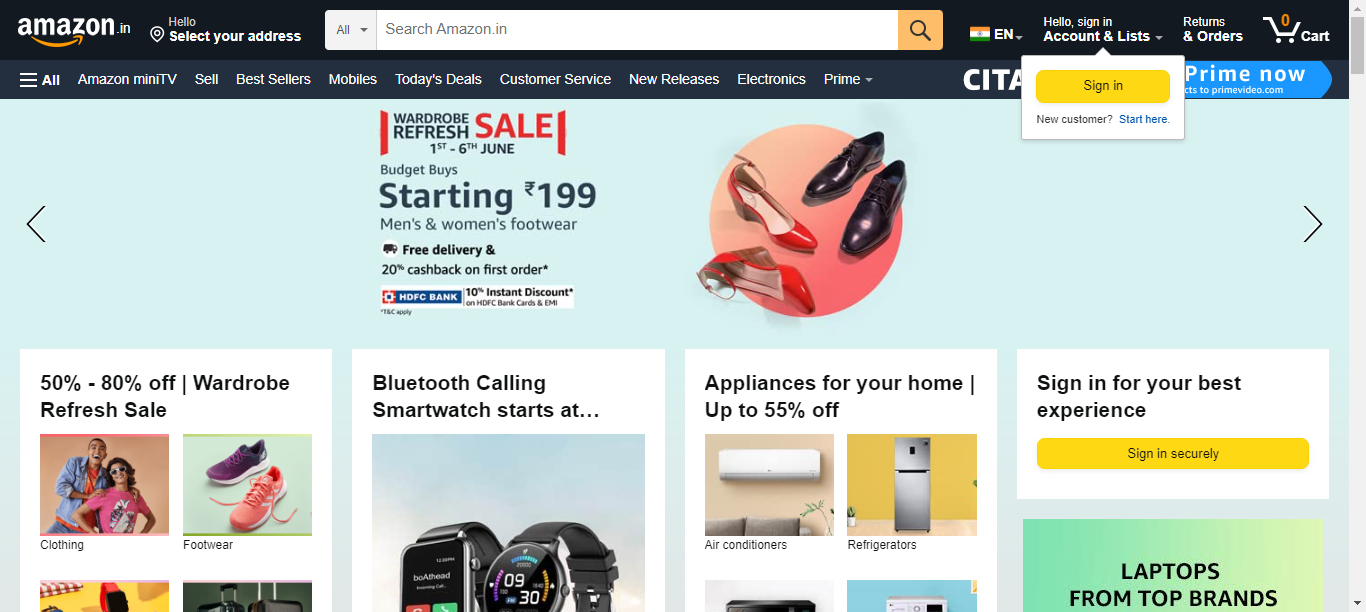 amazon.in
Hello
Select your address
All
Search Amazon.in
EN
Hello, sign in
Account & Lists
Returns
& Orders
0
Cart
All
Amazon miniTV
Sell
Best Sellers
Mobiles
Today's Deals
Customer Service
New Releases
Electronics
Prime
CITA
Prime now
cts to primevideo.com
Sign in
New customer? Start here.
WARDROBE
REFRESH
SALE
1ST - 6TH JUNE
Budget Buys
Starting ₹199
Men's & women's footwear
Free delivery &
20% cashback on first order*
HDFC BANK
10% Instant Discount*
on HDFC Bank Cards & EMI
*T&C apply
50% - 80% off | Wardrobe
Refresh Sale
Clothing
Footwear
Bluetooth Calling
Smartwatch starts at…
boAthead
Incoming Call...
09
30
Appliances for your home |
Up to 55% off
Air conditioners
Refrigerators
Sign in for your best
experience
Sign in securely
LAPTOPS
FROM TOP BRANDS